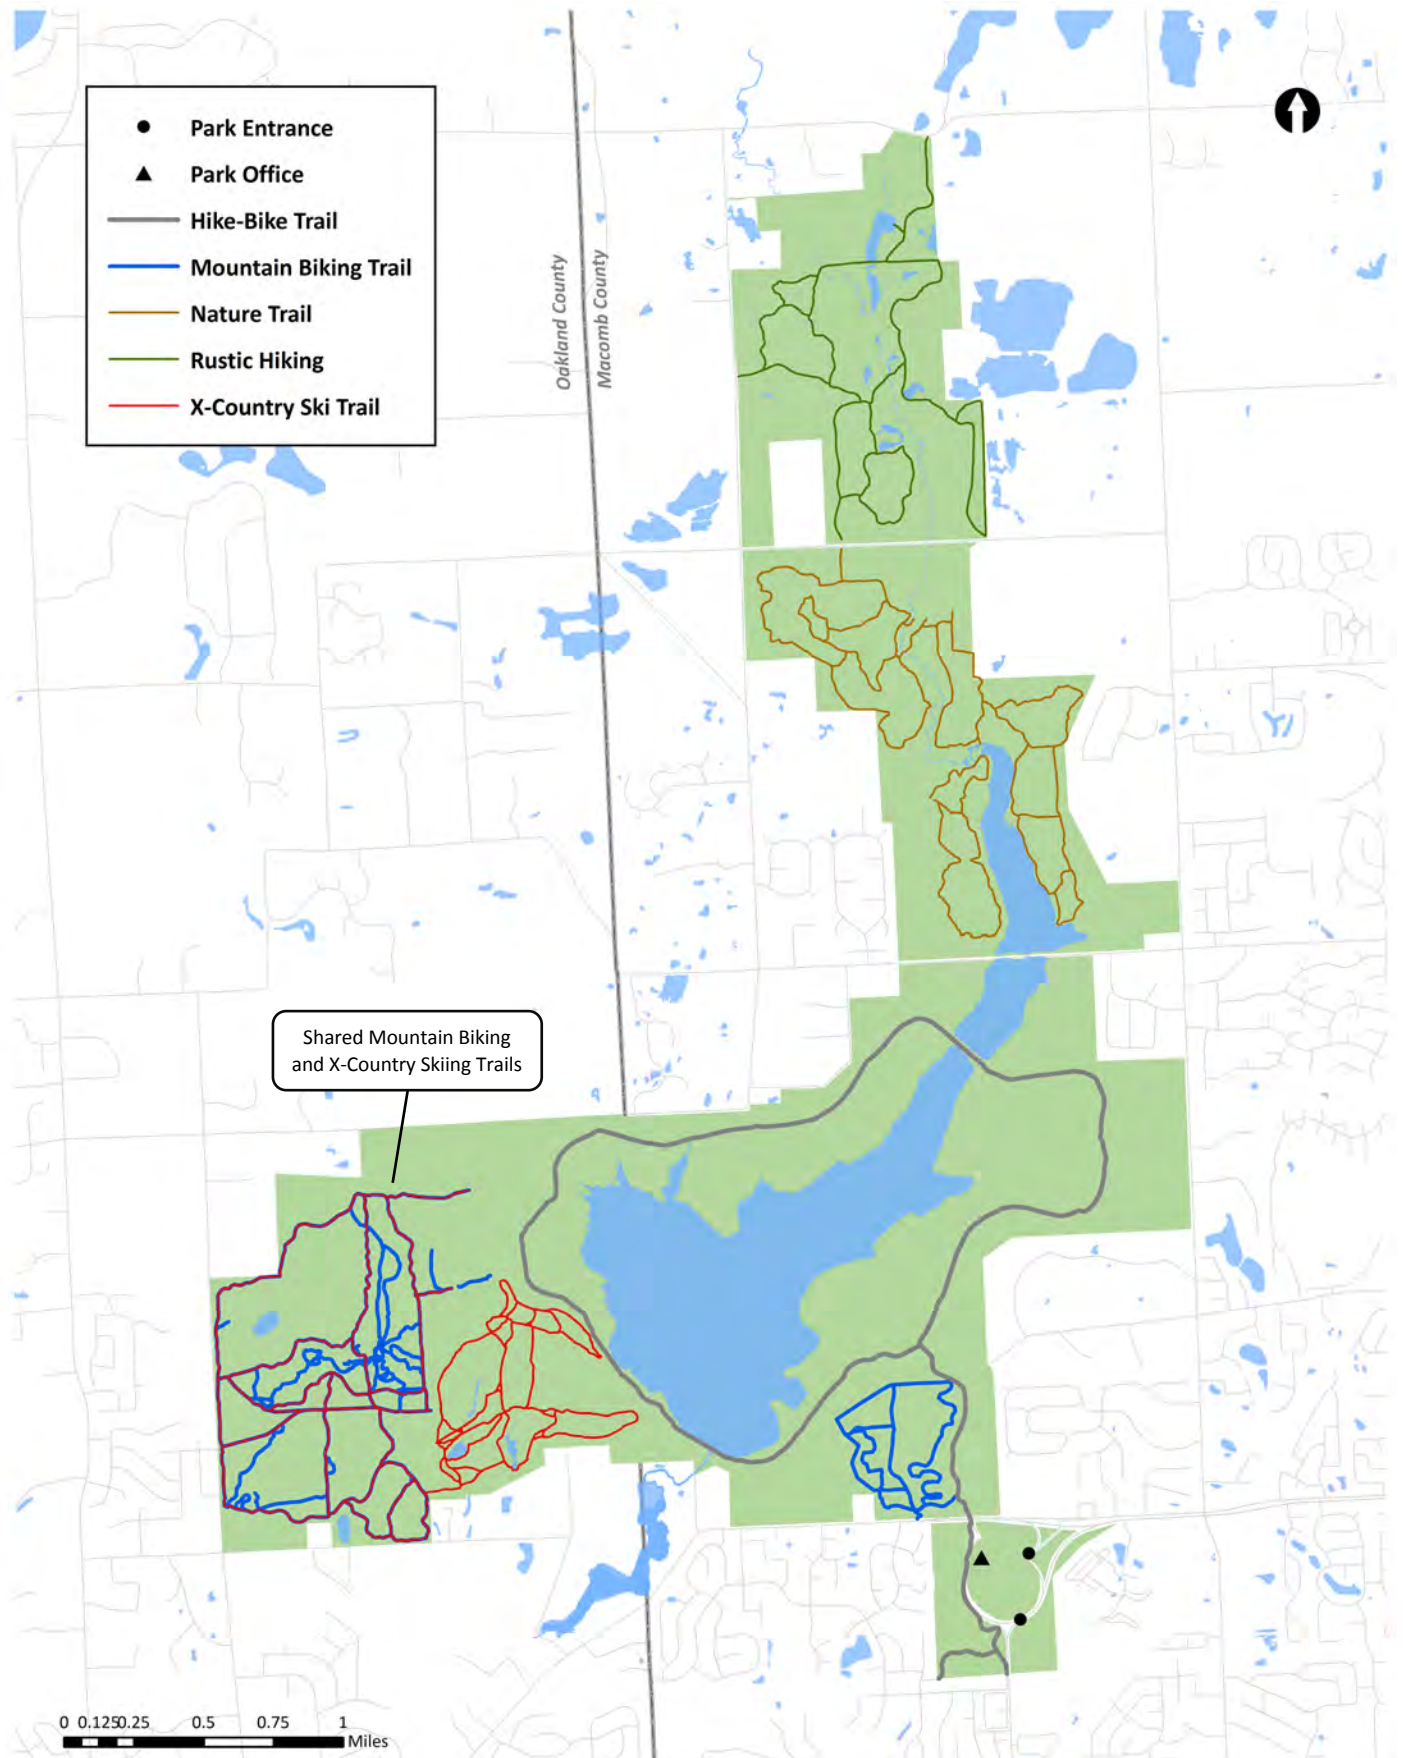 Park Entrance
Park Office
Hike-Bike Trail
Mountain Biking Trail
Nature Trail
Rustic Hiking
X-Country Ski Trail
Oakland County
Macomb County
Shared Mountain Biking
and X-Country Skiing Trails
0 0.125 0.25 0.5 0.75 1
Miles